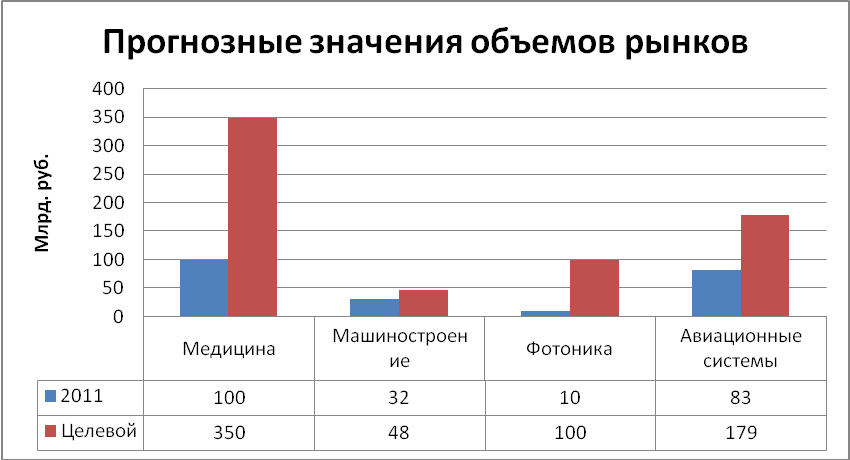 Прогнозные значения объемов рынков
Млрд. руб.
400
350
300
250
200
150
100
50
0
Медицина
Машиностроен
ие
Фотоника
Авиационные
системы
2011 100 32 10 83
Целевой 350 48 100 179